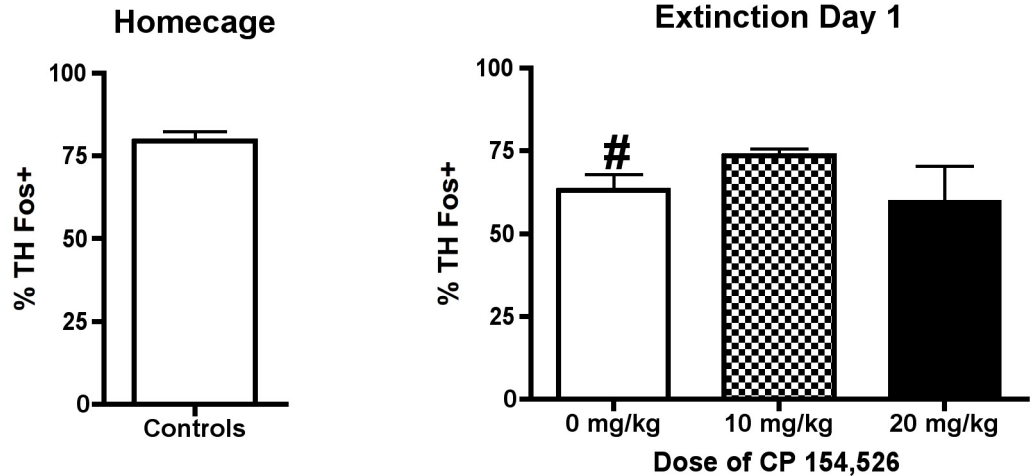 Homecage
% TH Fos+
100
75
50
25
0
Controls
Extinction Day 1
% TH Fos+
100
75
50
25
0
#
0 mg/kg 10 mg/kg 20 mg/kg
Dose of CP 154,526